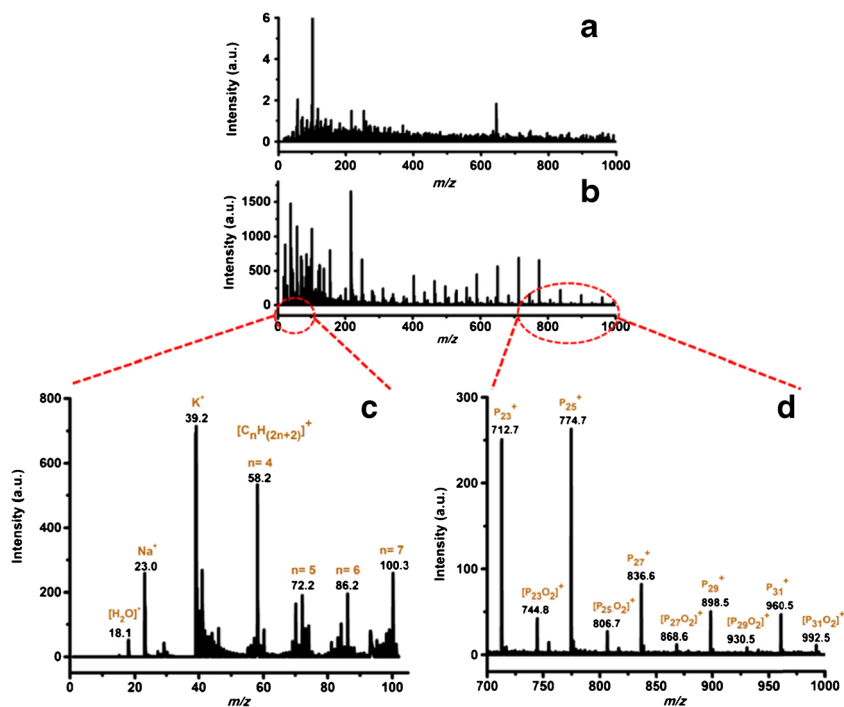 a
Intensity (a.u.)
6
4
2
0
0 200 400 600 800 1000
m/z
b
Intensity (a.u.)
1500
1000
500
0
0 200 400 600 800 1000
m/z
c
Intensity (a.u.)
800
600
400
200
0
K⁺
39.2
[CₙH₍₂ₙ₊₂₎]⁺
n= 4
58.2
Na⁺
23.0
[H₂O]⁺
18.1
n= 5
72.2
n= 6
86.2
n= 7
100.3
0 20 40 60 80 100
m/z
d
Intensity (a.u.)
300
200
100
0
P₂₃⁺
712.7
P₂₅⁺
774.7
[P₂₃O₂]⁺
744.8
[P₂₅O₂]⁺
806.7
P₂₇⁺
836.6
[P₂₇O₂]⁺
868.6
P₂₉⁺
898.5
[P₂₉O₂]⁺
930.5
P₃₁⁺
960.5
[P₃₁O₂]⁺
992.5
700 750 800 850 900 950 1000
m/z